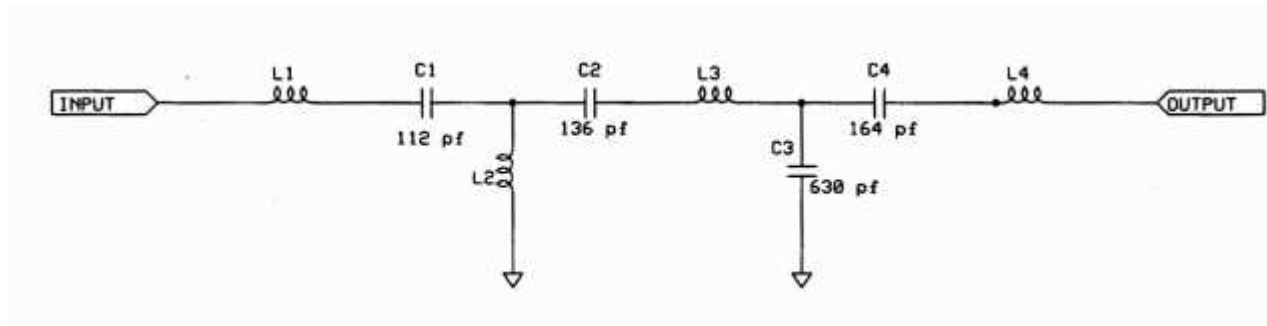 L1
C1
C2
L3
C4
L4
INPUT
OUTPUT
112 pf
136 pf
164 pf
L2
C3
630 pf